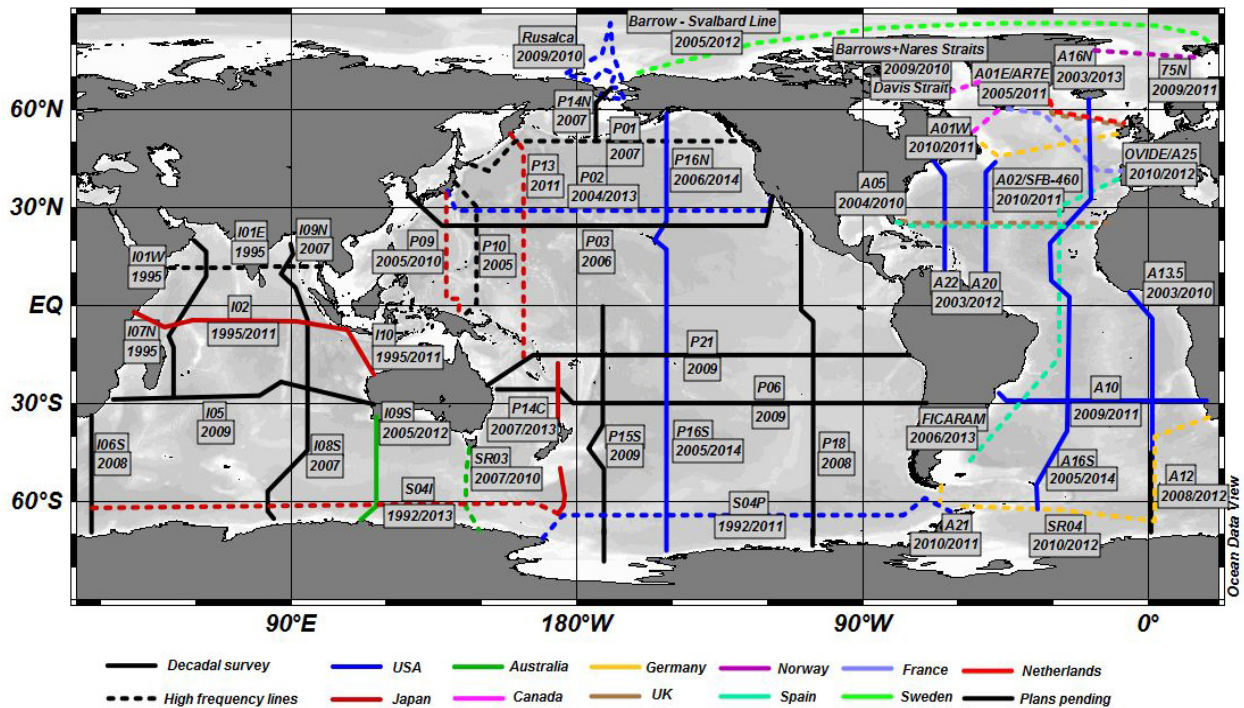 Barrow - Svalbard Line
2005/2012
Rusalca
2009/2010
Barrows+Nares Straits
2009/2010
Davis Strait
A01E/AR7E
2005/2011
A16N
2003/2013
75N
2009/2011
60°N
P14N
2007
P01
2007
P13
2011
P02
2004/2013
P16N
2006/2014
A01W
2010/2011
A05
2004/2010
A02/SFB-460
2010/2011
OVIDE/A25
2010/2012
30°N
I01W
1995
I01E
1995
I09N
2007
P09
2005/2010
P10
2005
P03
2006
A22
A20
2003/2012
A13.5
2003/2010
EQ
I07N
1995
I02
1995/2011
I10
1995/2011
P21
2009
P06
2009
A10
2009/2011
30°S
I05
2009
I06S
2008
I09S
2005/2012
I08S
2007
P14C
2007/2013
SR03
2007/2010
P15S
2009
P16S
2005/2014
P18
2008
FICARAM
2006/2013
A16S
2005/2014
A12
2008/2012
60°S
S04I
1992/2013
S04P
1992/2011
A21
2010/2011
SR04
2010/2012
Ocean Data View
90°E
180°W
90°W
0°
Decadal survey
USA
Australia
Germany
Norway
France
Netherlands
High frequency lines
Japan
Canada
UK
Spain
Sweden
Plans pending